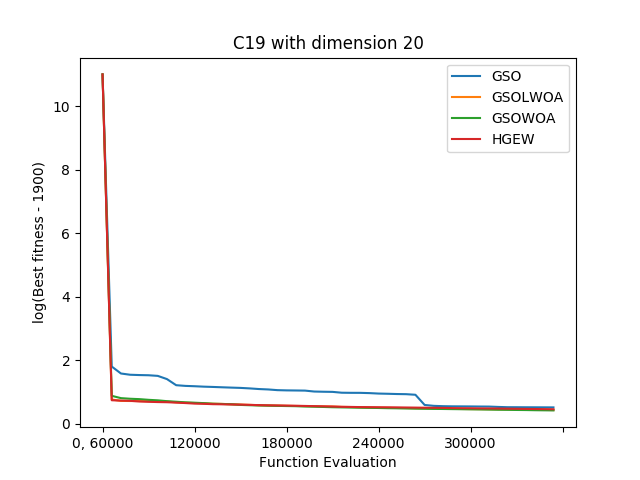 C19 with dimension 20
log(Best fitness - 1900)
10
8
6
4
2
0
GSO
GSOLWOA
GSOWOA
HGEW
0, 60000 120000 180000 240000 300000
Function Evaluation